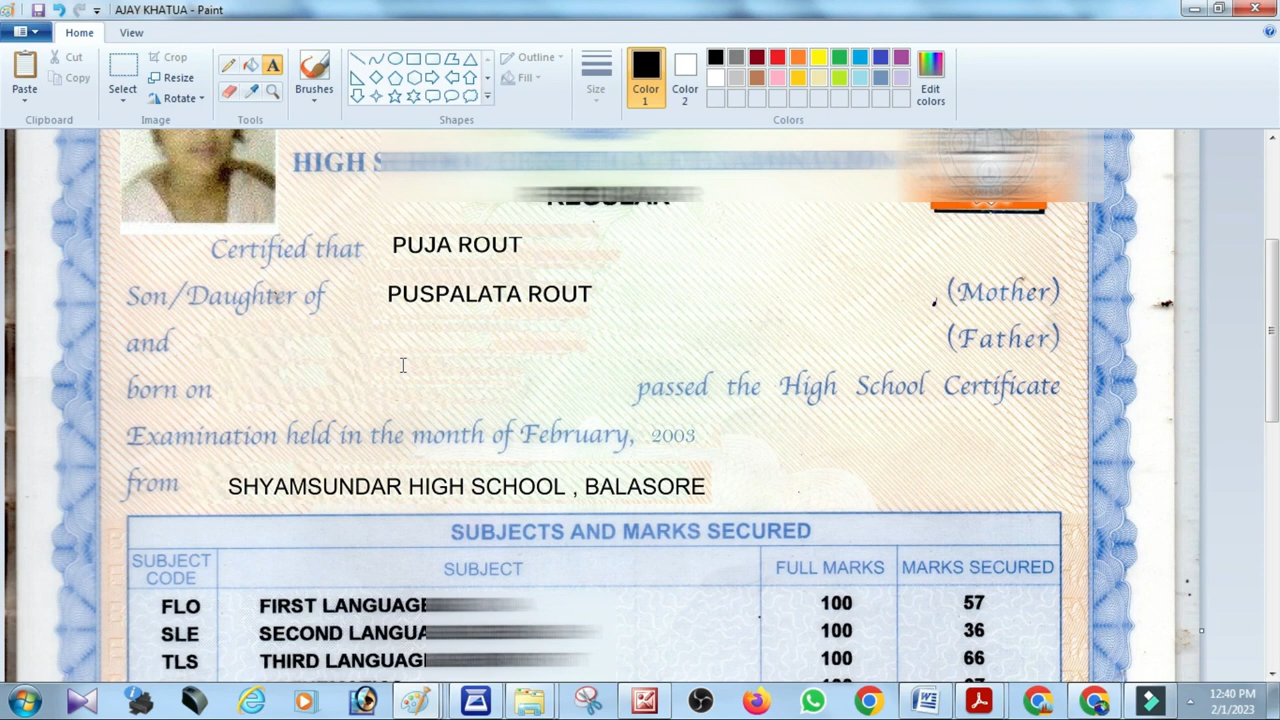 AJAY KHATUA - Paint
Home View
Paste
Cut
Copy
Clipboard
Select
Crop
Resize
Rotate
Image
A
Tools
Brushes
Outline
Fill
Shapes
Size
Color 1
Color 2
Edit colors
Colors
HIGH S
REGULAR
Certified that PUJA ROUT
Son/Daughter of PUSPALATA ROUT (Mother)
and (Father)
born on passed the High School Certificate
Examination held in the month of February, 2003
from SHYAMSUNDAR HIGH SCHOOL , BALASORE
SUBJECTS AND MARKS SECURED
SUBJECT CODE SUBJECT FULL MARKS MARKS SECURED
FLO FIRST LANGUAGE 100 57
SLE SECOND LANGUA 100 36
TLS THIRD LANGUAGE 100 66
12:40 PM
2/1/2023